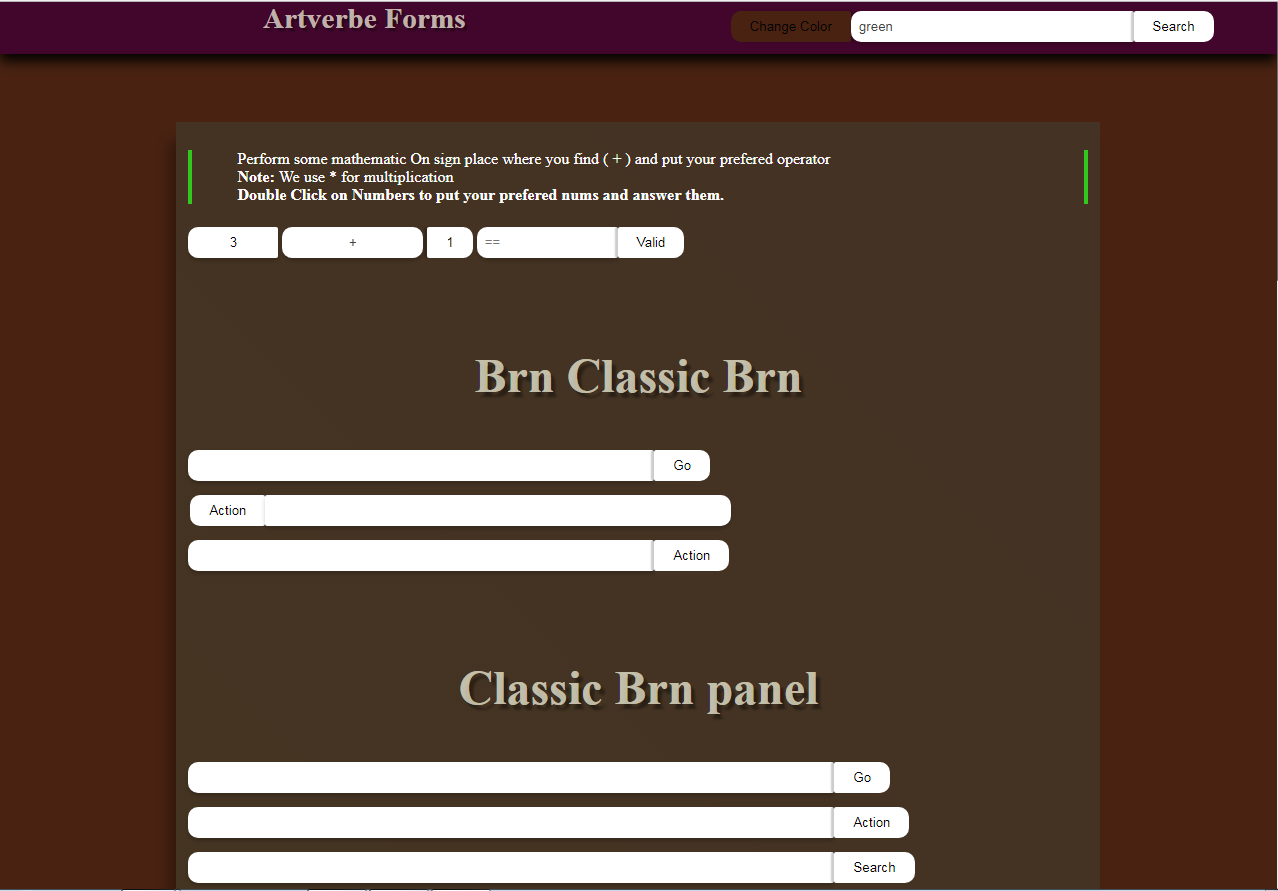 Artverbe Forms
Change Color green Search
Perform some mathematic On sign place where you find ( + ) and put your prefered operator
Note: We use * for multiplication
Double Click on Numbers to put your prefered nums and answer them.
3 + 1 == Valid
Brn Classic Brn
Go
Action
Action
Classic Brn panel
Go
Action
Search